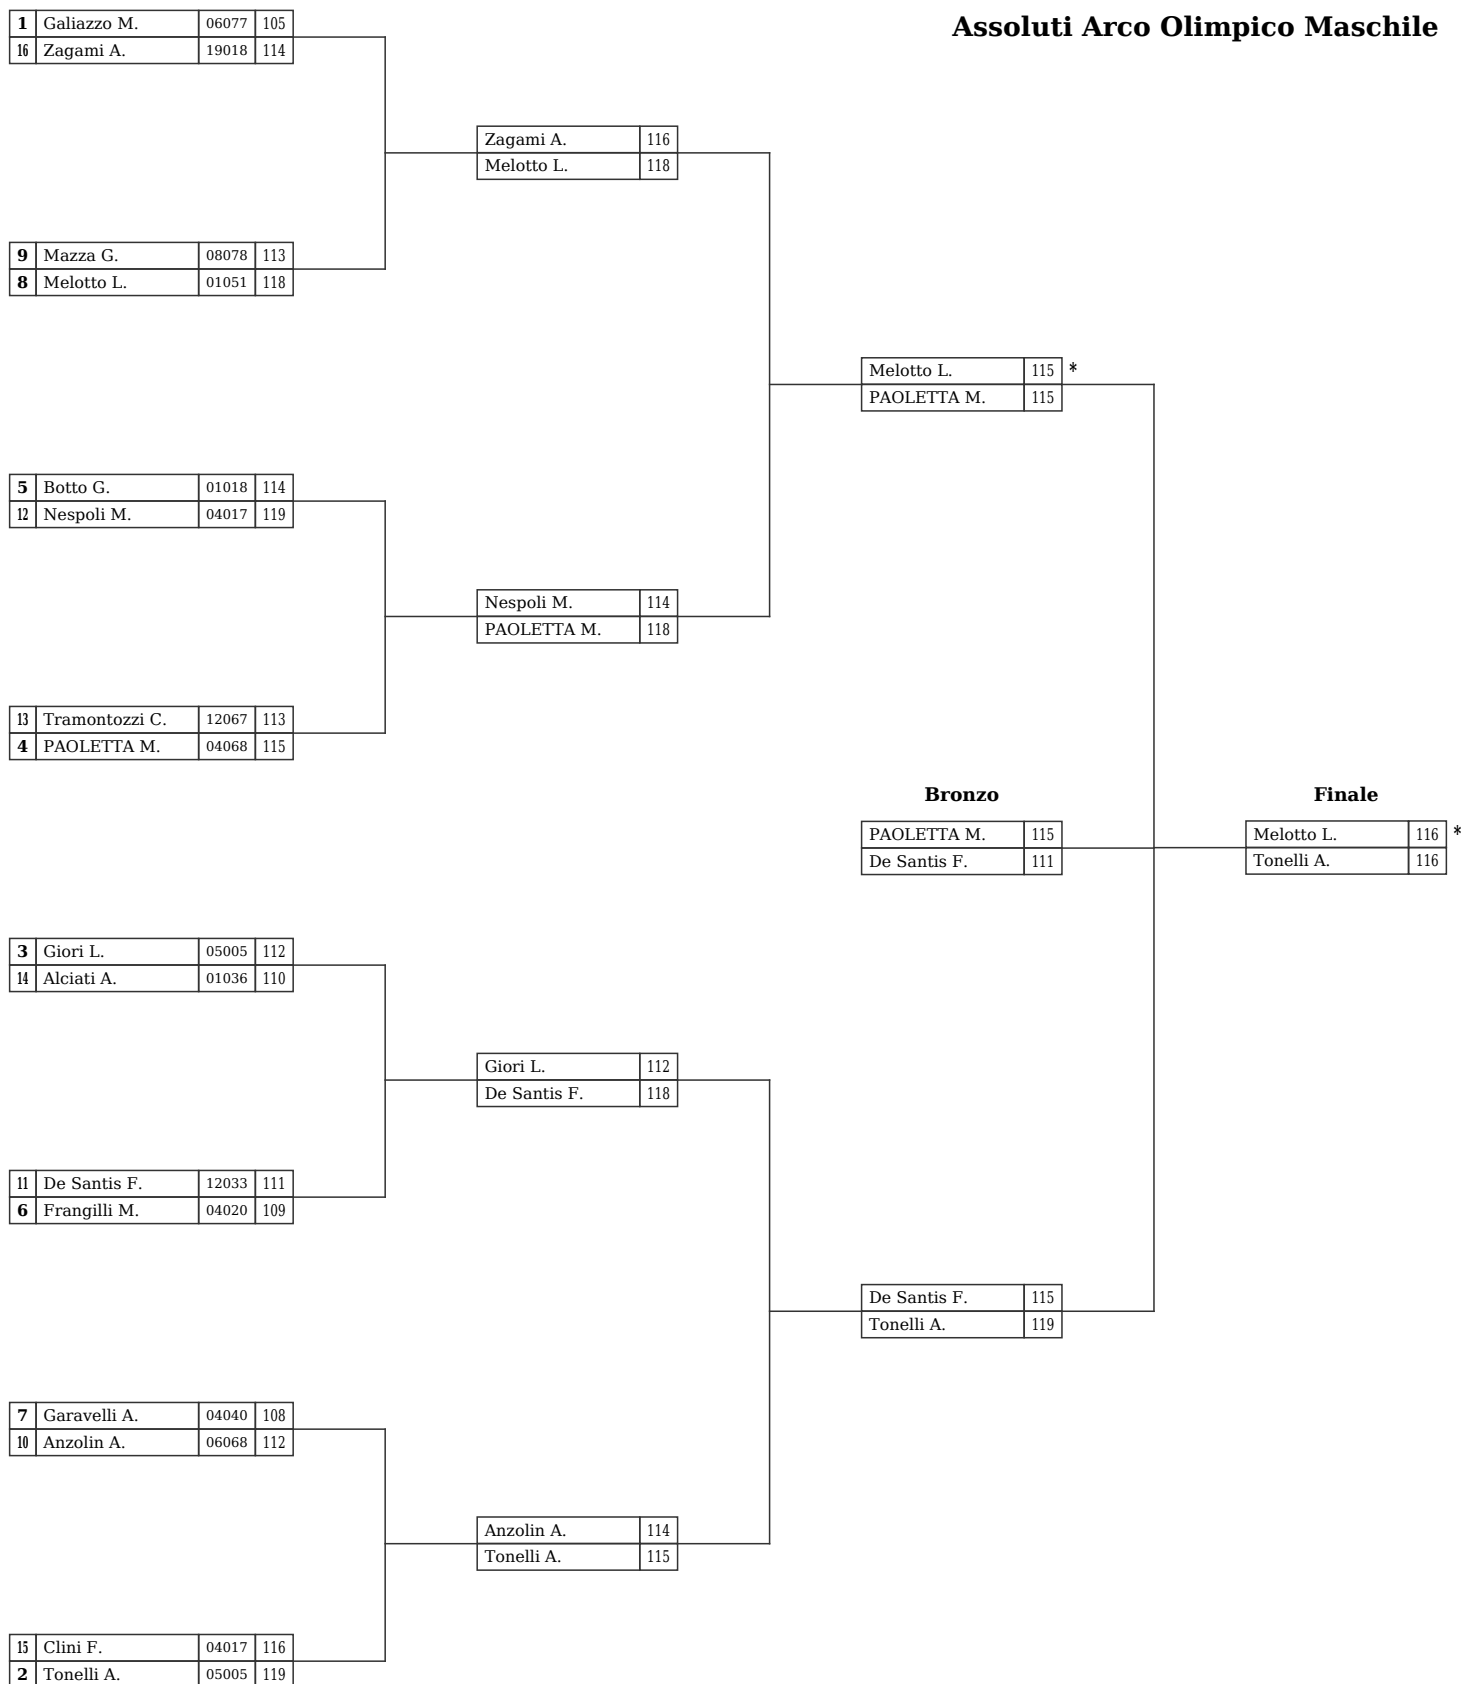 Assoluti Arco Olimpico Maschile
1 Galiazzo M. 06077 105
16 Zagami A. 19018 114
Zagami A. 116
Melotto L. 118
9 Mazza G. 08078 113
8 Melotto L. 01051 118
Melotto L. 115 *
PAOLETTA M. 115
5 Botto G. 01018 114
12 Nespoli M. 04017 119
Nespoli M. 114
PAOLETTA M. 118
13 Tramontozzi C. 12067 113
4 PAOLETTA M. 04068 115
Bronzo
PAOLETTA M. 115
De Santis F. 111
Finale
Melotto L. 116 *
Tonelli A. 116
3 Giori L. 05005 112
14 Alciati A. 01036 110
Giori L. 112
De Santis F. 118
11 De Santis F. 12033 111
6 Frangilli M. 04020 109
De Santis F. 115
Tonelli A. 119
7 Garavelli A. 04040 108
10 Anzolin A. 06068 112
Anzolin A. 114
Tonelli A. 115
15 Clini F. 04017 116
2 Tonelli A. 05005 119